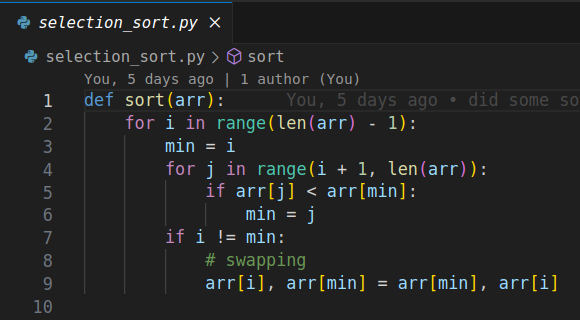 selection_sort.py ×
selection_sort.py > sort
You, 5 days ago | 1 author (You)
1 def sort(arr): You, 5 days ago • did some so
2 for i in range(len(arr) - 1):
3 min = i
4 for j in range(i + 1, len(arr)):
5 if arr[j] < arr[min]:
6 min = j
7 if i != min:
8 # swapping
9 arr[i], arr[min] = arr[min], arr[i]
10